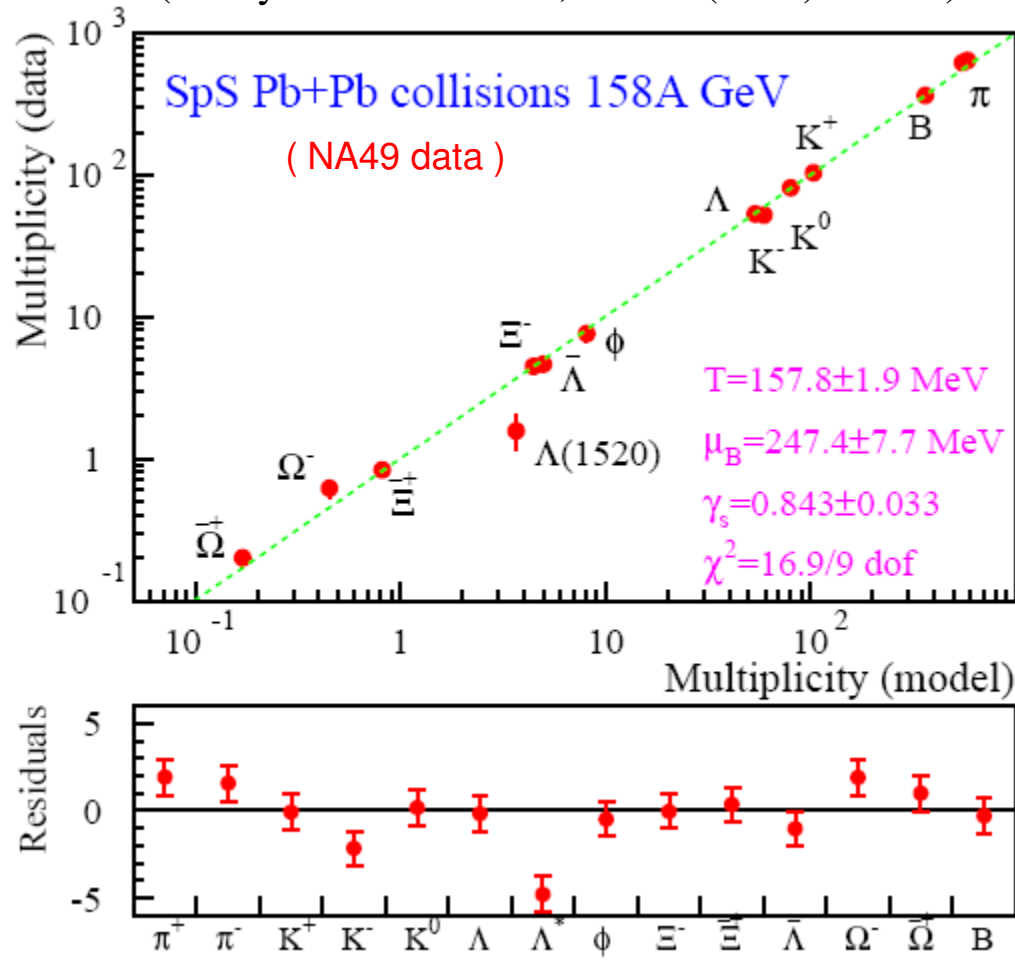 10³
SpS Pb+Pb collisions 158A GeV
( NA49 data )
Multiplicity (data)
π
B
K⁺
10²
Λ
K⁰
K⁻
10
Ξ⁻
ϕ
Λ̄
T=157.8±1.9 MeV
μ_B=247.4±7.7 MeV
Λ(1520)
1
Ω⁻
Ξ̄⁺
γ_s=0.843±0.033
Ω̄⁺
χ²=16.9/9 dof
10⁻¹
10⁻¹ 1 10 10²
Multiplicity (model)
Residuals
5
0
-5
π⁺ π⁻ K⁺ K⁻ K⁰ Λ Λ* ϕ Ξ⁻ Ξ̄⁺ Λ̄ Ω⁻ Ω̄⁺ B